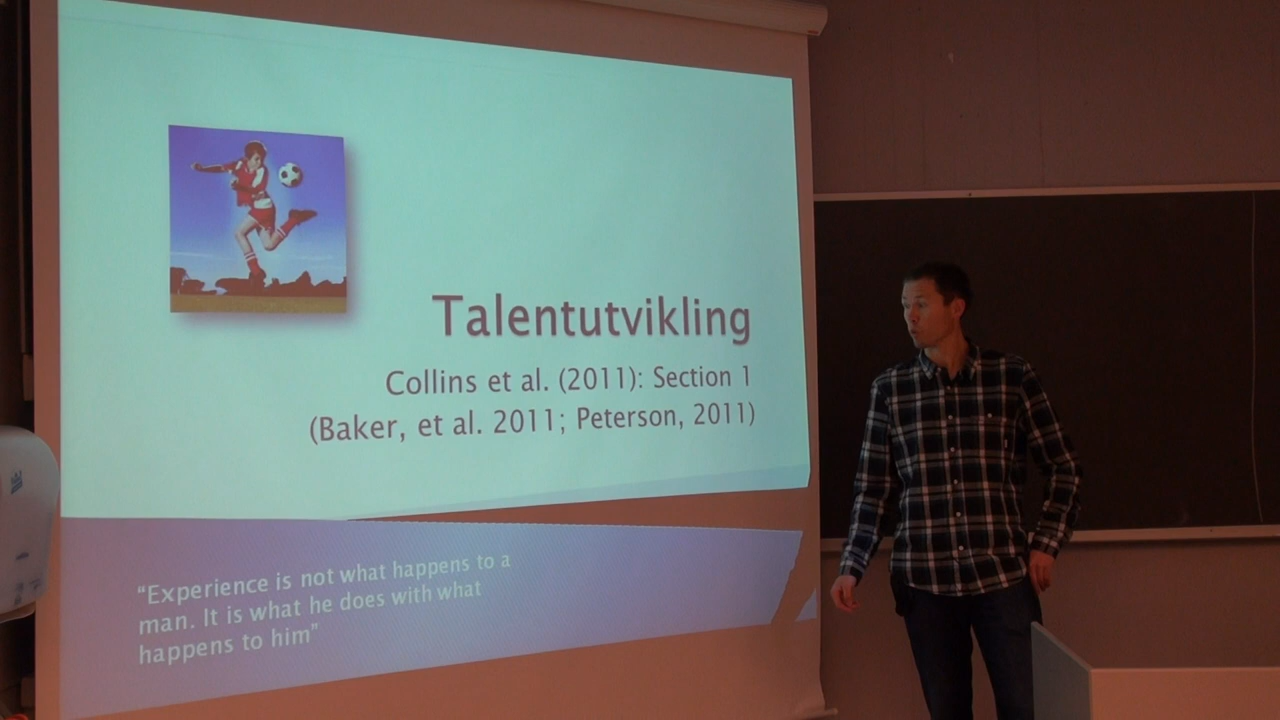 Talentutvikling
Collins et al. (2011): Section 1
(Baker, et al. 2011; Peterson, 2011)
“Experience is not what happens to a
man. It is what he does with what
happens to him”